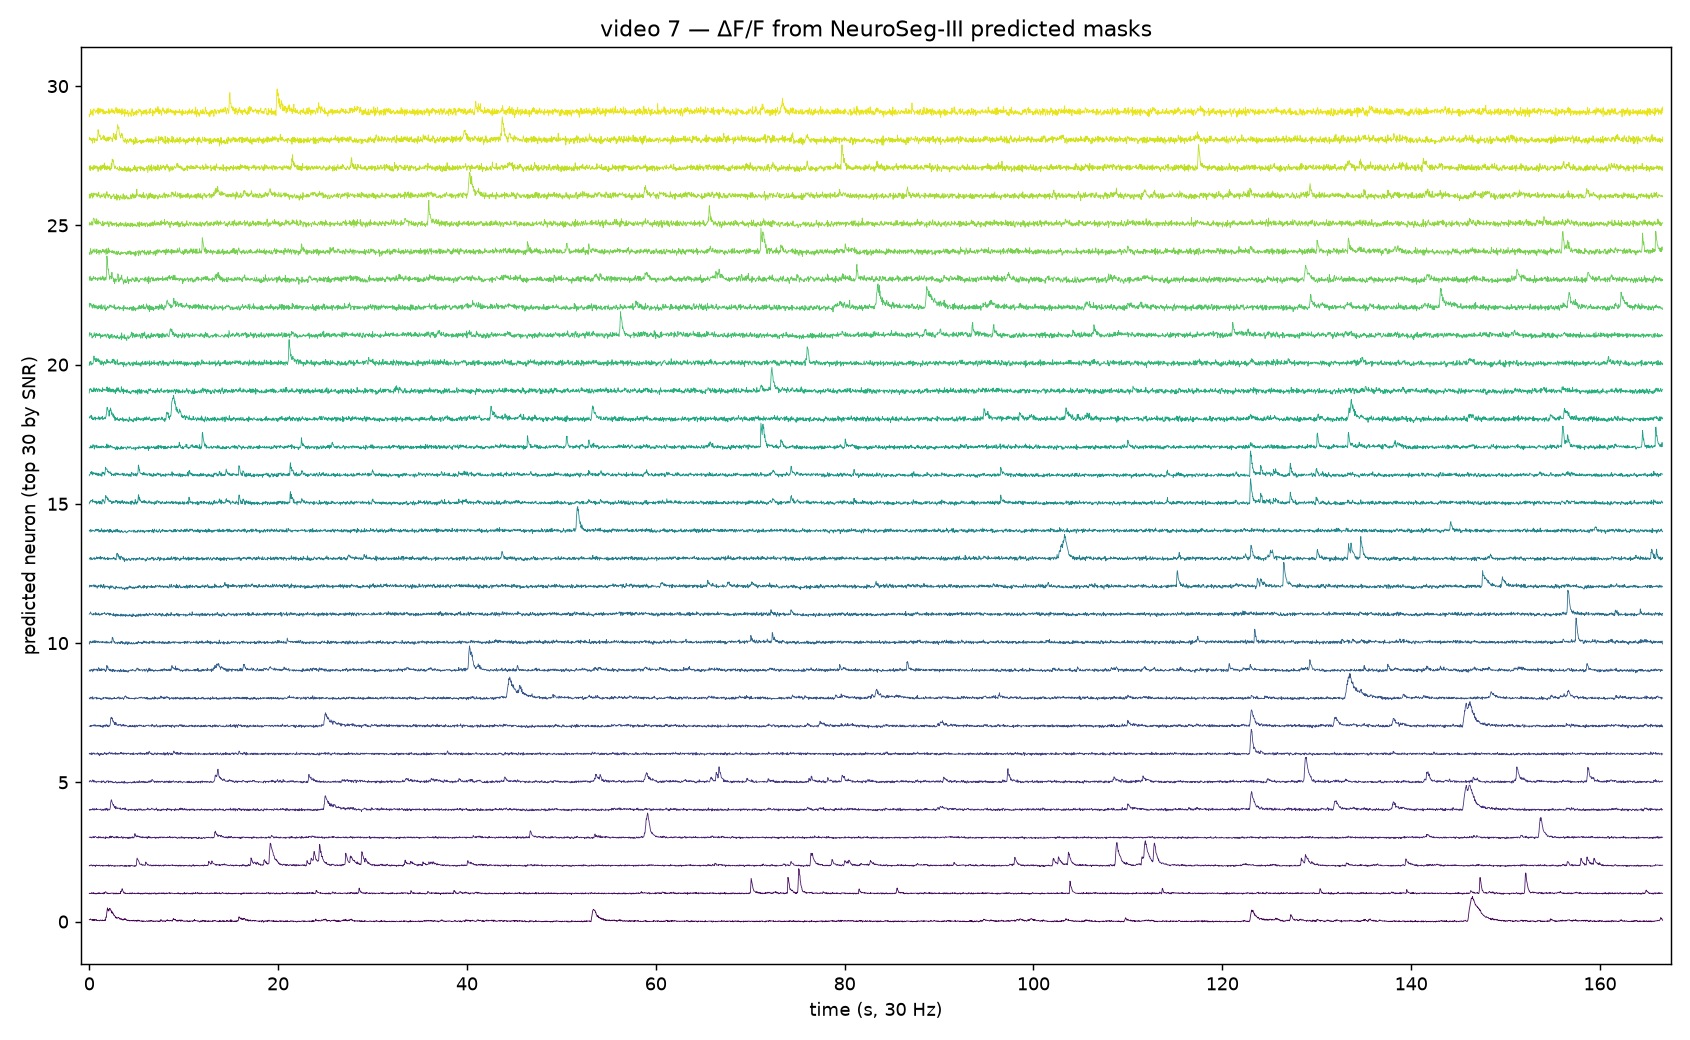 video 7 — ΔF/F from NeuroSeg-III predicted masks
predicted neuron (top 30 by SNR)
30
25
20
15
10
5
0
0 20 40 60 80 100 120 140 160
time (s, 30 Hz)